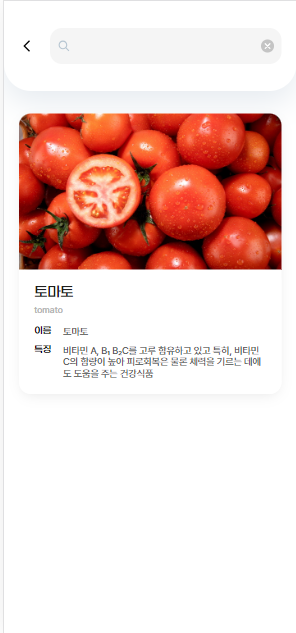 토마토
tomato
이름 토마토
특징 비타민 A, B₁ B₂C를 고루 함유하고 있고 특히, 비타민
C의 함량이 높아 피로회복은 물론 체력을 기르는 데에
도 도움을 주는 건강식품